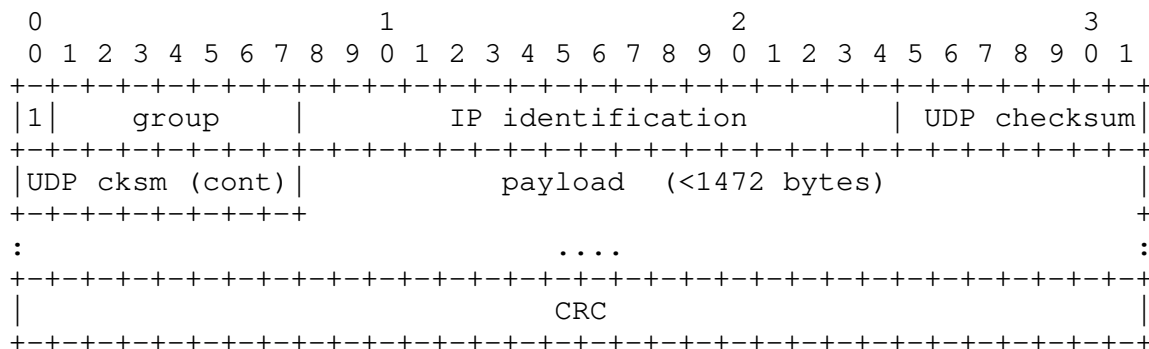 0                   1                   2                   3
 0 1 2 3 4 5 6 7 8 9 0 1 2 3 4 5 6 7 8 9 0 1 2 3 4 5 6 7 8 9 0 1
+-+-+-+-+-+-+-+-+-+-+-+-+-+-+-+-+-+-+-+-+-+-+-+-+-+-+-+-+-+-+-+-+
|1|    group    |        IP identification        | UDP checksum|
+-+-+-+-+-+-+-+-+-+-+-+-+-+-+-+-+-+-+-+-+-+-+-+-+-+-+-+-+-+-+-+-+
|UDP cksm (cont)|           payload  (<1472 bytes)              |
+-+-+-+-+-+-+-+-+                                               +
:                              ....                             :
+-+-+-+-+-+-+-+-+-+-+-+-+-+-+-+-+-+-+-+-+-+-+-+-+-+-+-+-+-+-+-+-+
|                              CRC                              |
+-+-+-+-+-+-+-+-+-+-+-+-+-+-+-+-+-+-+-+-+-+-+-+-+-+-+-+-+-+-+-+-+